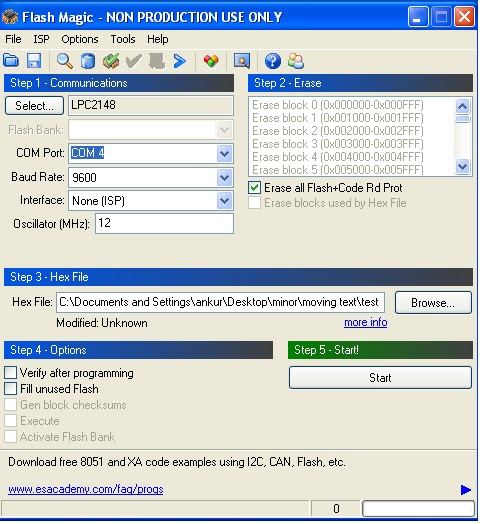 Flash Magic - NON PRODUCTION USE ONLY
File ISP Options Tools Help
Step 1 - Communications
Select... LPC2148
Flash Bank:
COM Port: COM 4
Baud Rate: 9600
Interface: None (ISP)
Oscillator (MHz): 12
Step 2 - Erase
Erase block 0 (0x000000-0x000FFF)
Erase block 1 (0x001000-0x001FFF)
Erase block 2 (0x002000-0x002FFF)
Erase block 3 (0x003000-0x003FFF)
Erase block 4 (0x004000-0x004FFF)
Erase block 5 (0x005000-0x005FFF)
Erase all Flash+Code Rd Prot
Erase blocks used by Hex File
Step 3 - Hex File
Hex File: C:\Documents and Settings\ankur\Desktop\minor\moving text\test Browse...
Modified: Unknown more info
Step 4 - Options
Verify after programming
Fill unused Flash
Gen block checksums
Execute
Activate Flash Bank
Step 5 - Start!
Start
Download free 8051 and XA code examples using I2C, CAN, Flash, etc.
www.esacademy.com/faq/progs
0